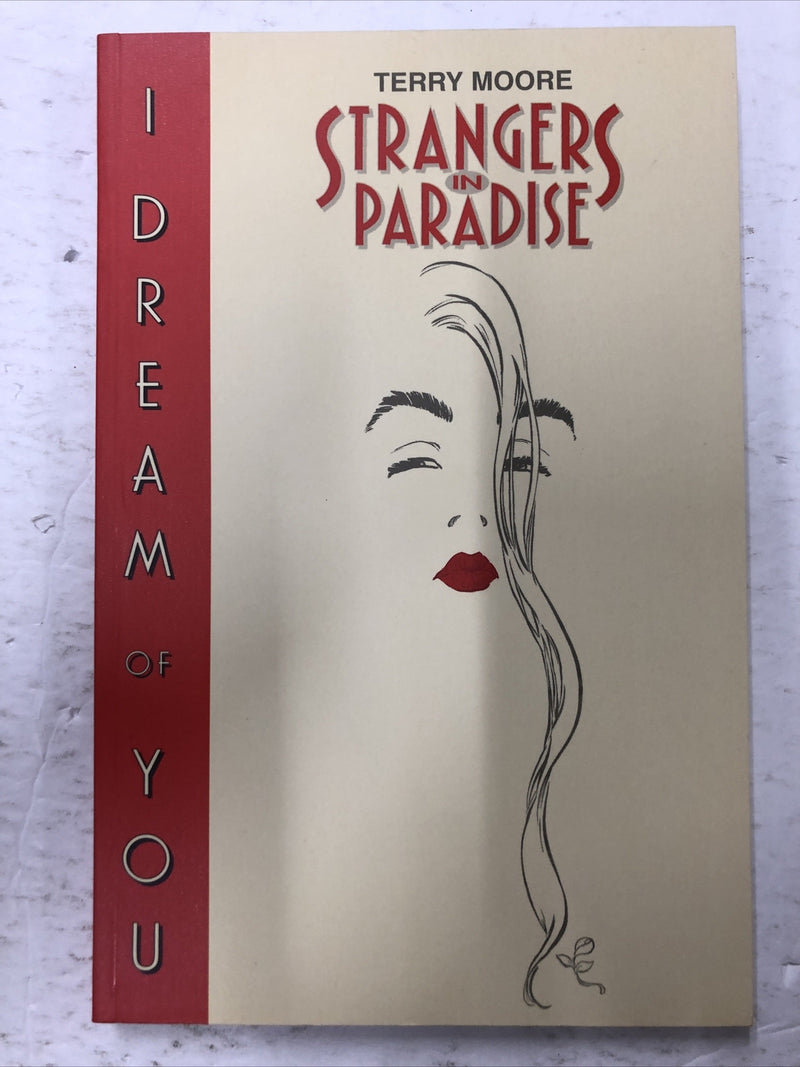 I DREAM OF YOU
TERRY MOORE
STRANGERS
IN
PARADISE